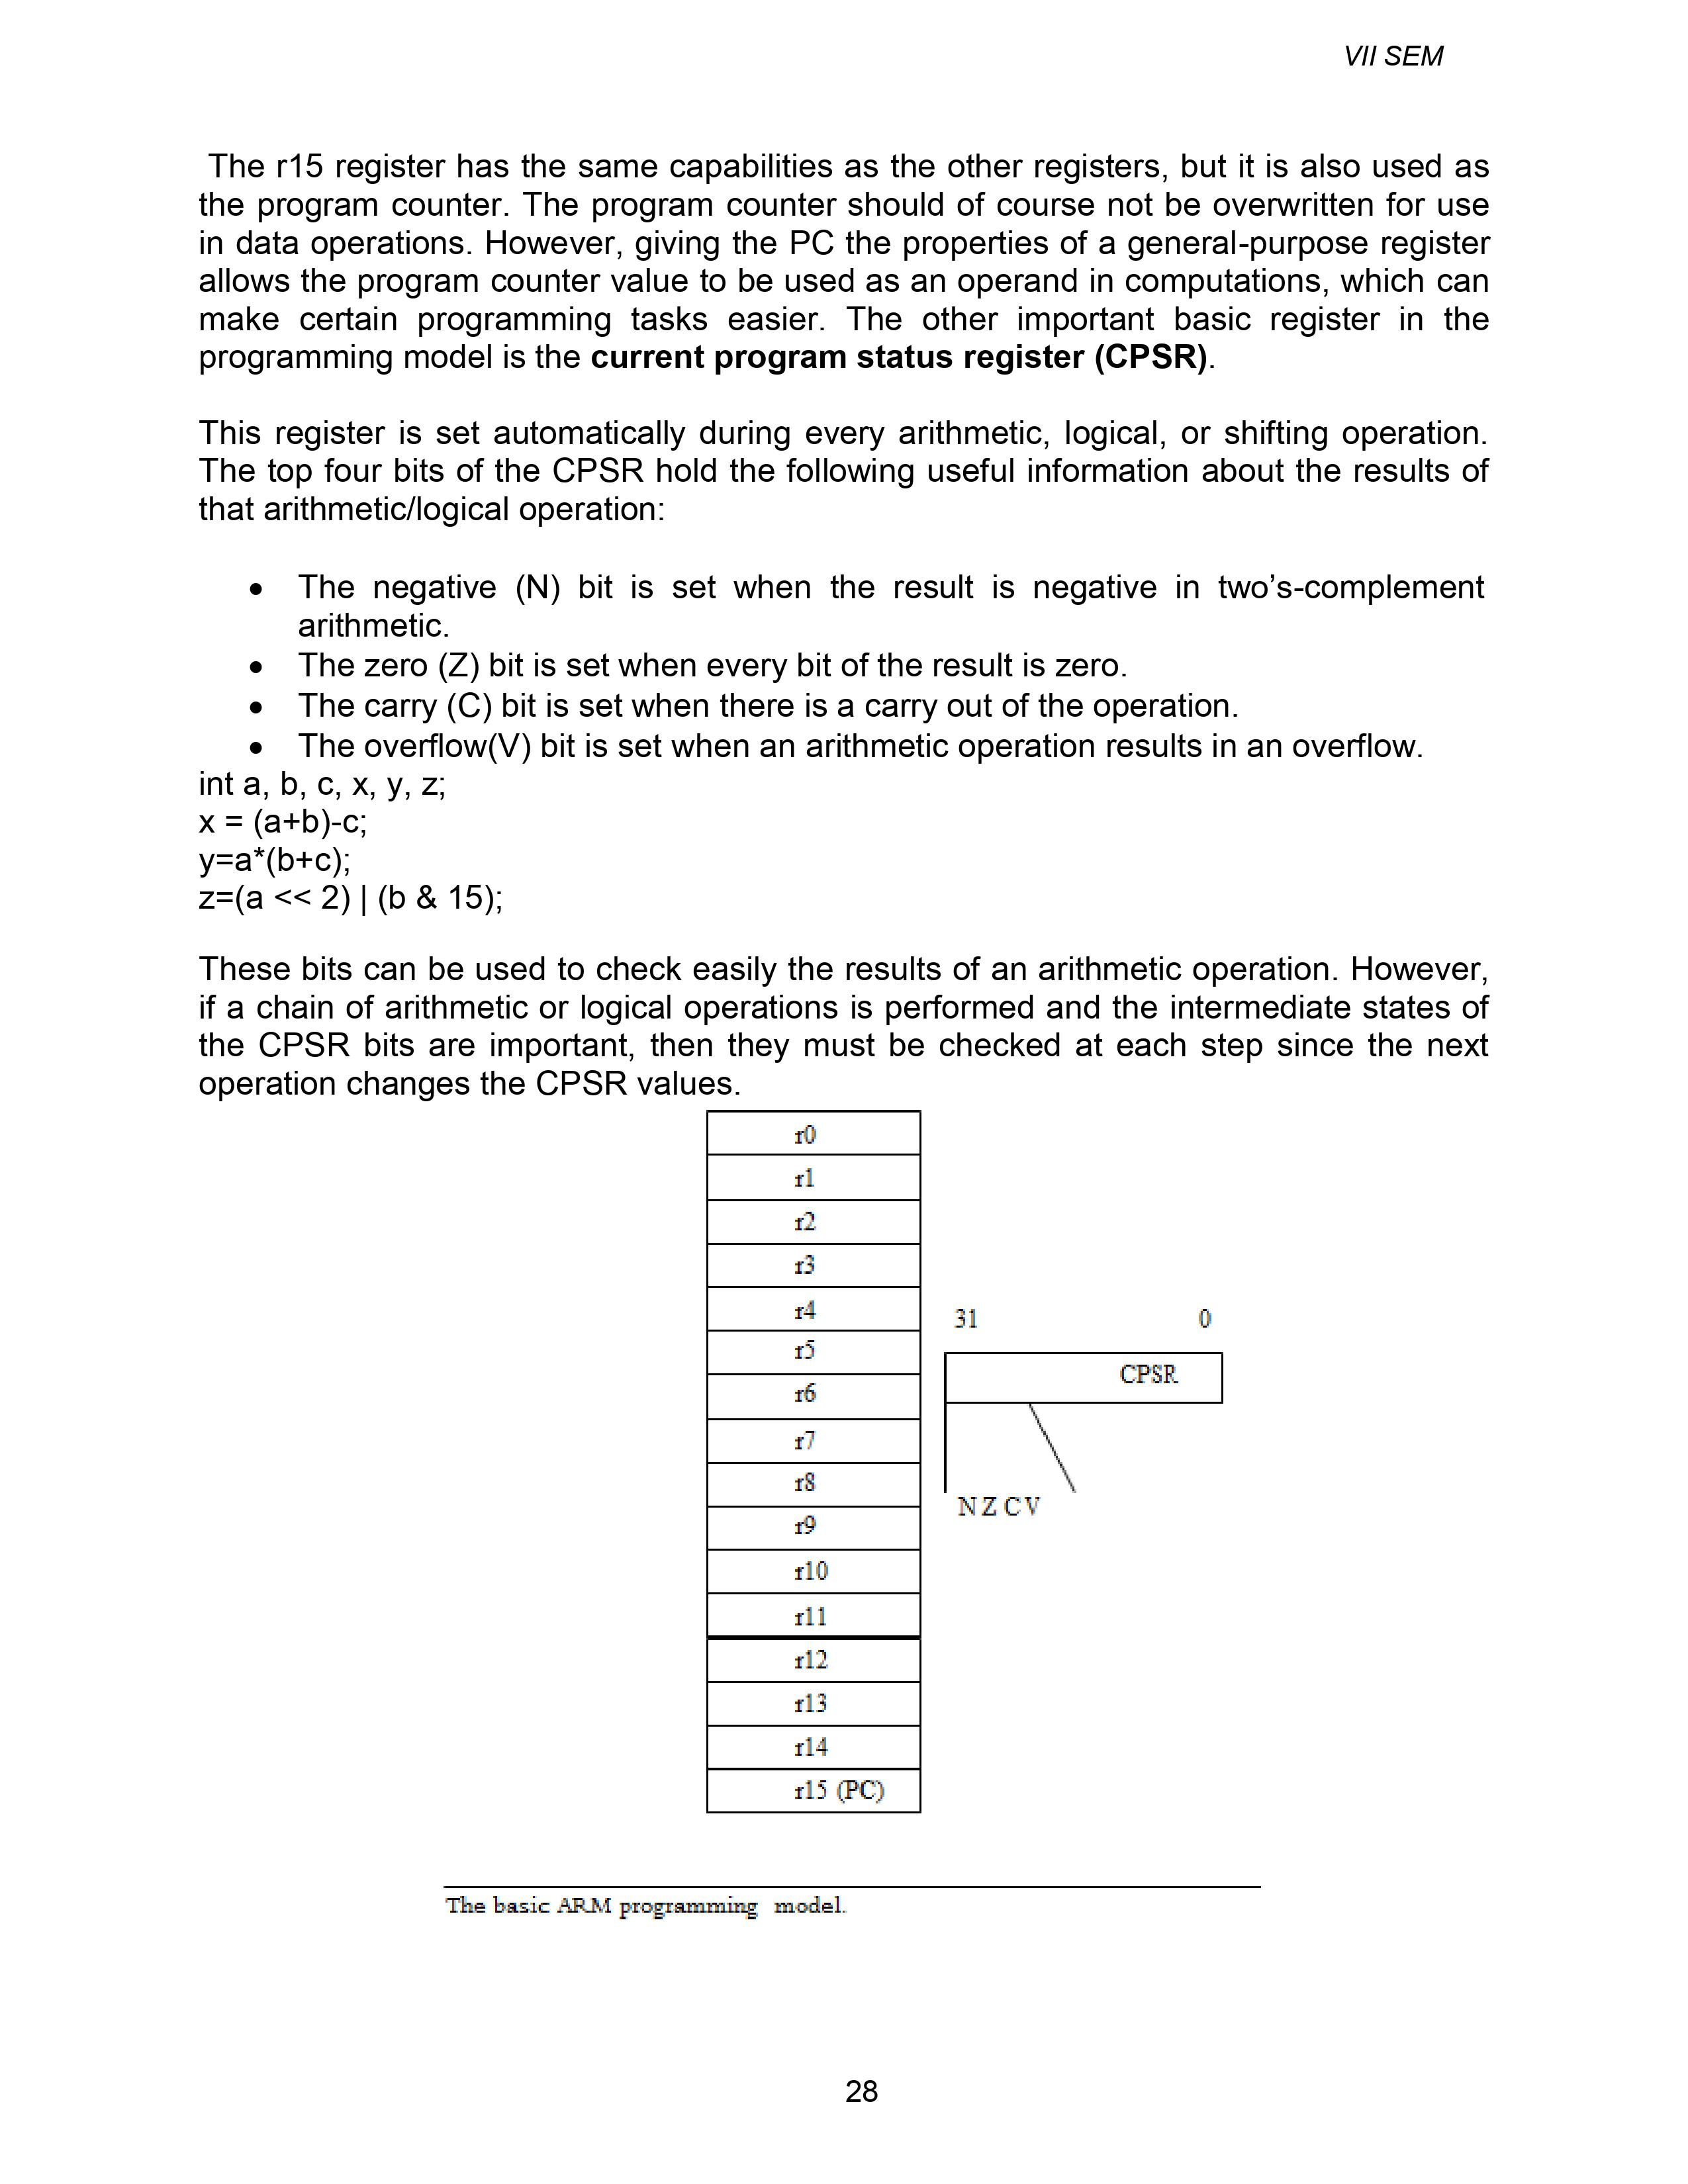 VII SEM
The r15 register has the same capabilities as the other registers, but it is also used as
the program counter. The program counter should of course not be overwritten for use
in data operations. However, giving the PC the properties of a general-purpose register
allows the program counter value to be used as an operand in computations, which can
make certain programming tasks easier. The other important basic register in the
programming model is the current program status register (CPSR).
This register is set automatically during every arithmetic, logical, or shifting operation.
The top four bits of the CPSR hold the following useful information about the results of
that arithmetic/logical operation:
• The negative (N) bit is set when the result is negative in two’s-complement
arithmetic.
• The zero (Z) bit is set when every bit of the result is zero.
• The carry (C) bit is set when there is a carry out of the operation.
• The overflow(V) bit is set when an arithmetic operation results in an overflow.
int a, b, c, x, y, z;
x = (a+b)-c;
y=a*(b+c);
z=(a << 2) | (b & 15);
These bits can be used to check easily the results of an arithmetic operation. However,
if a chain of arithmetic or logical operations is performed and the intermediate states of
the CPSR bits are important, then they must be checked at each step since the next
operation changes the CPSR values.
r0
r1
r2
r3
r4
r5
r6
r7
r8
r9
r10
r11
r12
r13
r14
r15 (PC)
31 0
CPSR
N Z C V
The basic ARM programming model.
28